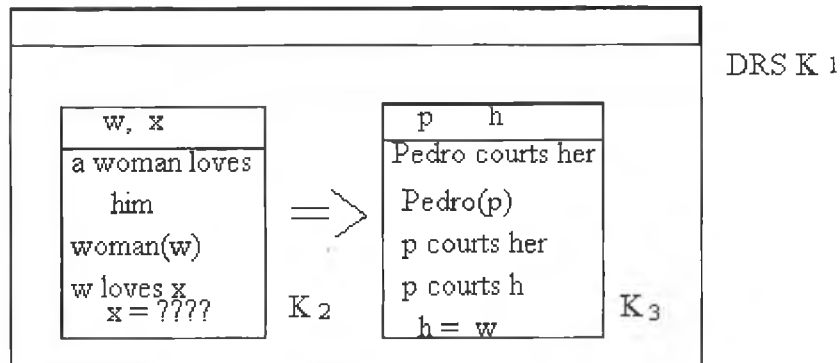 DRS K 1
w, x
a woman loves
him
woman(w)
w loves x
x = ????
K 2
=>
p h
Pedro courts her
Pedro(p)
p courts her
p courts h
h = w
K 3